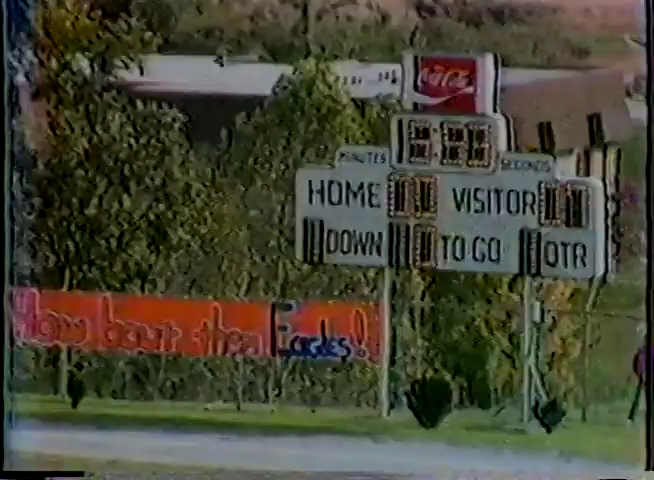 Coca-Cola
MINUTES SECONDS
HOME VISITOR
DOWN TO GO QTR
How bout them Eagles!